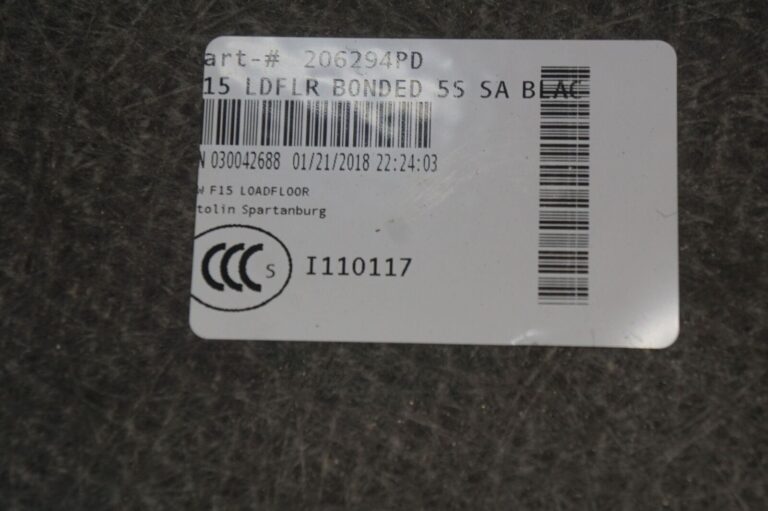 art-# 206294PD
15 LDFLR BONDED 5S SA BLAC
N 030042688 01/21/2018 22:24:03
W F15 LOADFLOOR
tolin Spartanburg
CCC S I110117